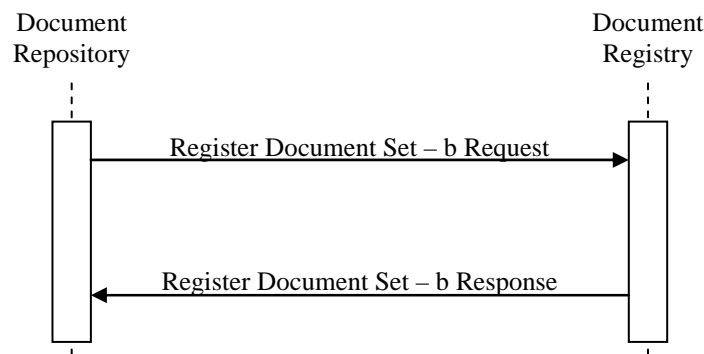 Document
Repository
Document
Registry
Register Document Set – b Request
Register Document Set – b Response